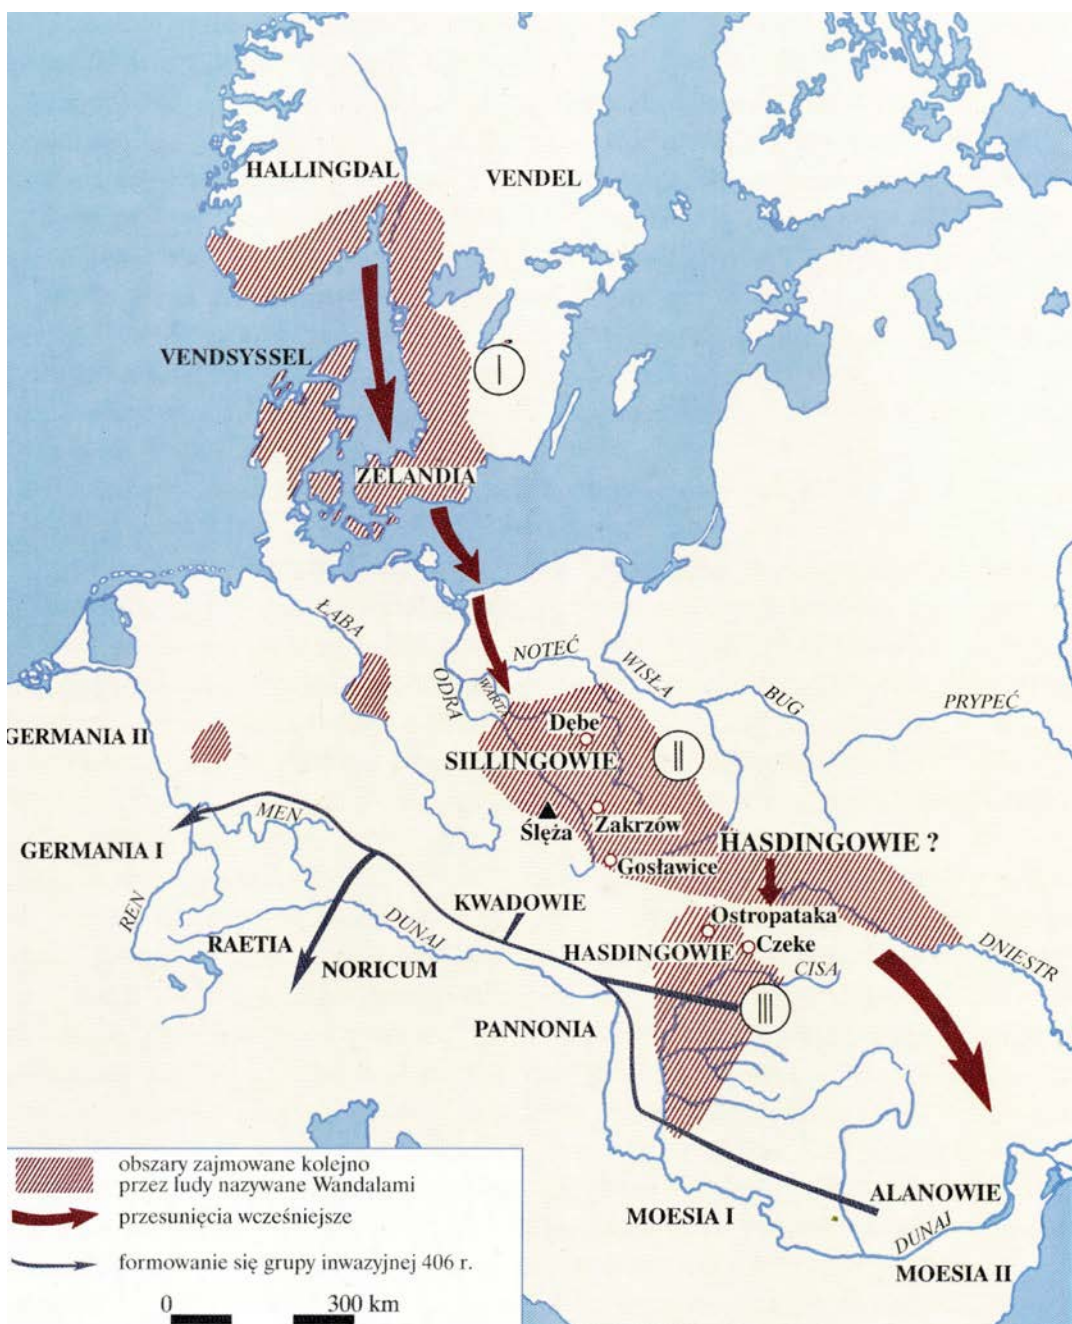 HALLINGDAL
VENDEL
VENDSYSSEL
I
ZELANDIA
ŁABA
NOTEĆ
WISŁA
ODRA
WARTA
BUG
PRYPEĆ
GERMANIA II
Dębe
SILLINGOWIE
II
MEN
Ślęża
Zakrzów
GERMANIA I
HASDINGOWIE ?
Gosławice
REN
KWADOWIE
Ostropataka
RAETIA
DUNAJ
HASDINGOWIE
Czeke
DNIESTR
NORICUM
CISA
III
PANNONIA
obszary zajmowane kolejno
przez ludy nazywane Wandalami
ALANOWIE
MOESIA I
przesunięcia wcześniejsze
DUNAJ
formowanie się grupy inwazyjnej 406 r.
MOESIA II
0 300 km